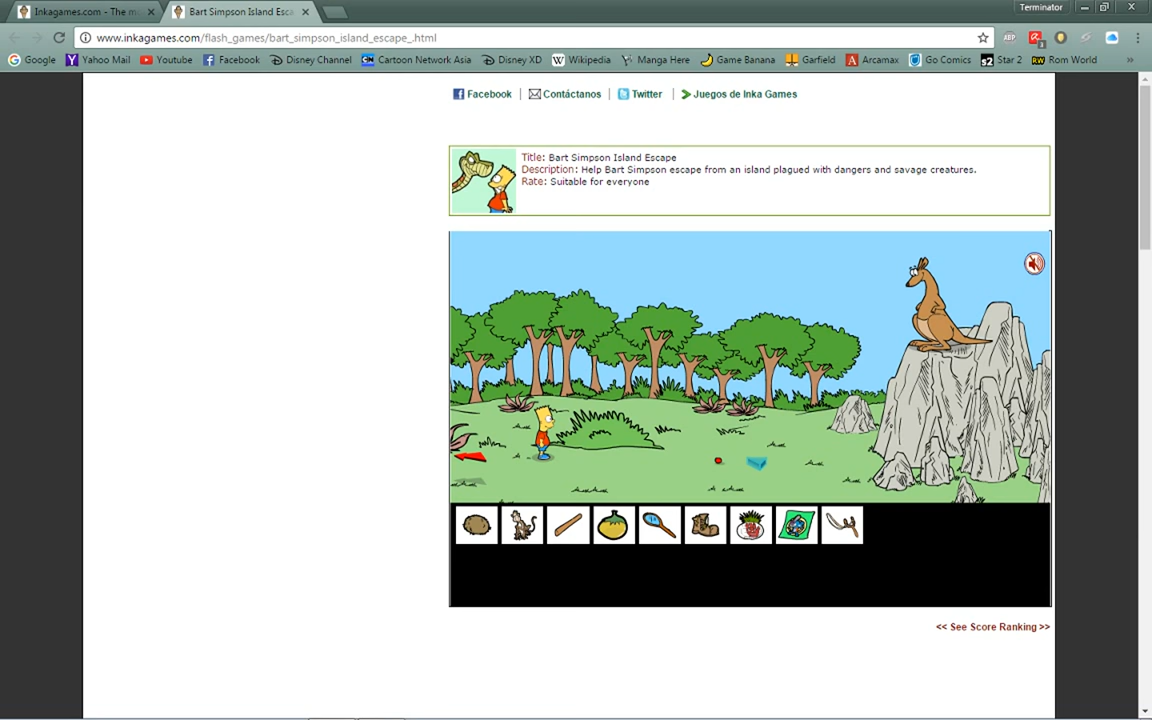 Terminator
Inkagames.com - The m
Bart Simpson Island Esca
www.inkagames.com/flash_games/bart_simpson_island_escape_.html
ABP
1
Google
Yahoo Mail
Youtube
Facebook
Disney Channel
Cartoon Network Asia
Disney XD
Wikipedia
Manga Here
Game Banana
Garfield
Arcamax
Go Comics
Star 2
Rom World
Facebook | Contáctanos | Twitter | Juegos de Inka Games
Title: Bart Simpson Island Escape
Description: Help Bart Simpson escape from an island plagued with dangers and savage creatures.
Rate: Suitable for everyone
<< See Score Ranking >>